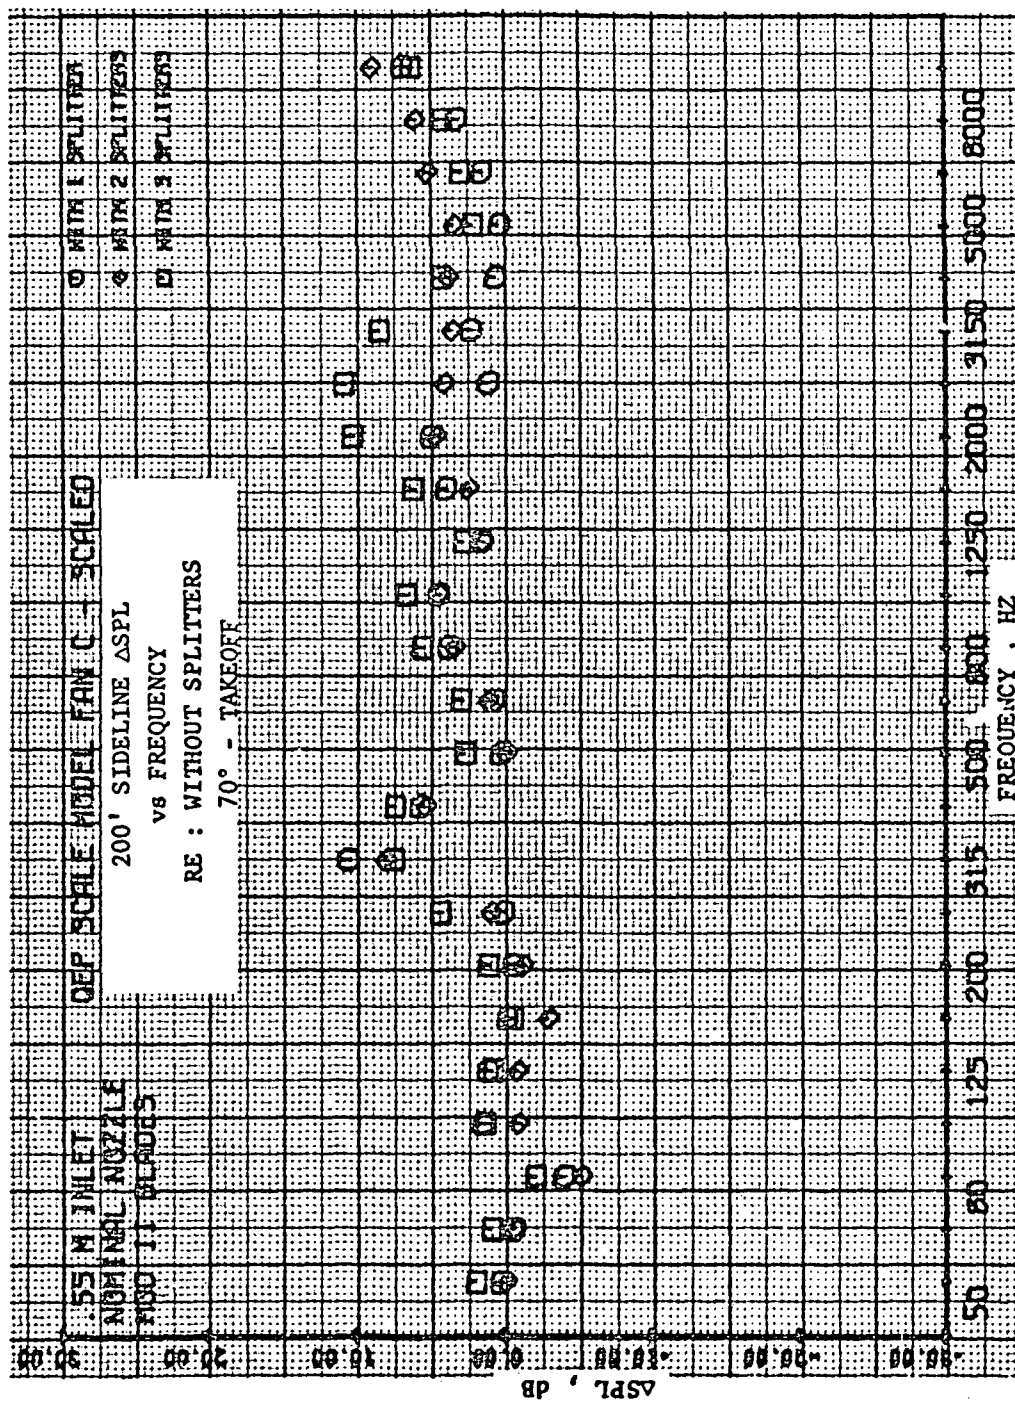 .55 M INLET
NOMINAL NOZZLE
MOD II BLADES
QEP SCALE MODEL FAN C - SCALED
200' SIDELINE ΔSPL
vs FREQUENCY
RE : WITHOUT SPLITTERS
70° - TAKEOFF
WITH 1 SPLITTER
WITH 2 SPLITTERS
WITH 3 SPLITTERS
30.00
20.00
10.00
0.00
-10.00
-20.00
-30.00
ΔSPL, dB
50 80 125 200 315 500 800 1250 2000 3150 5000 8000
FREQUENCY, HZ